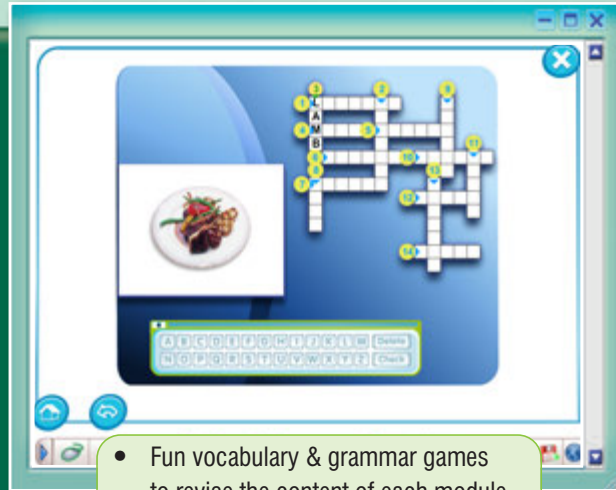 L
A
M
B
A B C D E F G H I J K L M Delete
N O P Q R S T U V W X Y Z Check
• Fun vocabulary & grammar games
to revise the content of each module